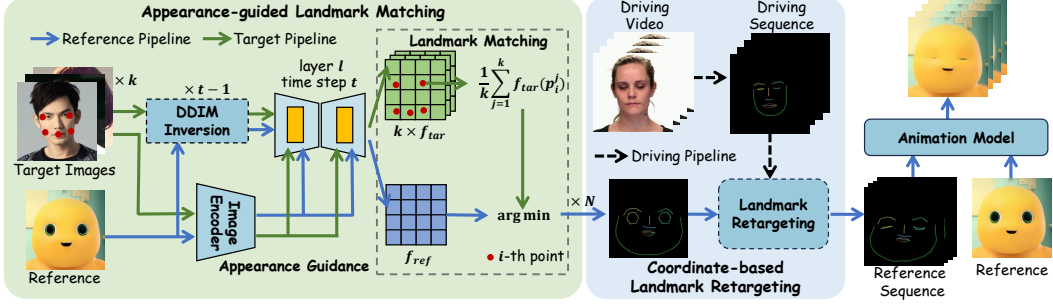 Appearance-guided Landmark Matching
Reference Pipeline
Target Pipeline
× k
× t − 1
DDIM
Inversion
layer l
time step t
Target Images
Image
Encoder
Reference
Appearance Guidance
Landmark Matching
k × f_tar
1/k ∑_{j=1}^{k} f_tar(p_i^j)
f_ref
arg min
i-th point
× N
Driving
Video
Driving
Sequence
Driving Pipeline
Landmark
Retargeting
Coordinate-based
Landmark Retargeting
Animation Model
Reference
Sequence
Reference